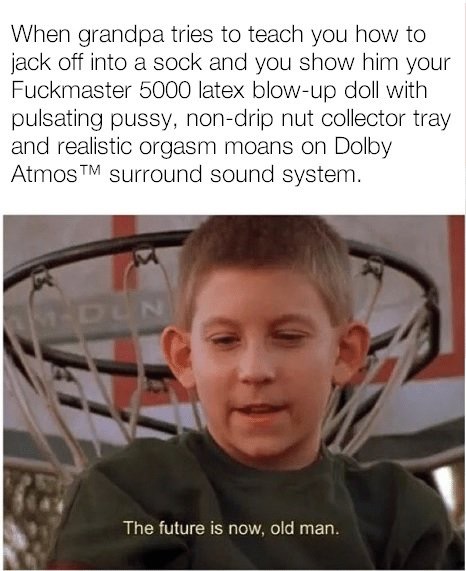 When grandpa tries to teach you how to
jack off into a sock and you show him your
Fuckmaster 5000 latex blow-up doll with
pulsating pussy, non-drip nut collector tray
and realistic orgasm moans on Dolby
Atmos™ surround sound system.
The future is now, old man.